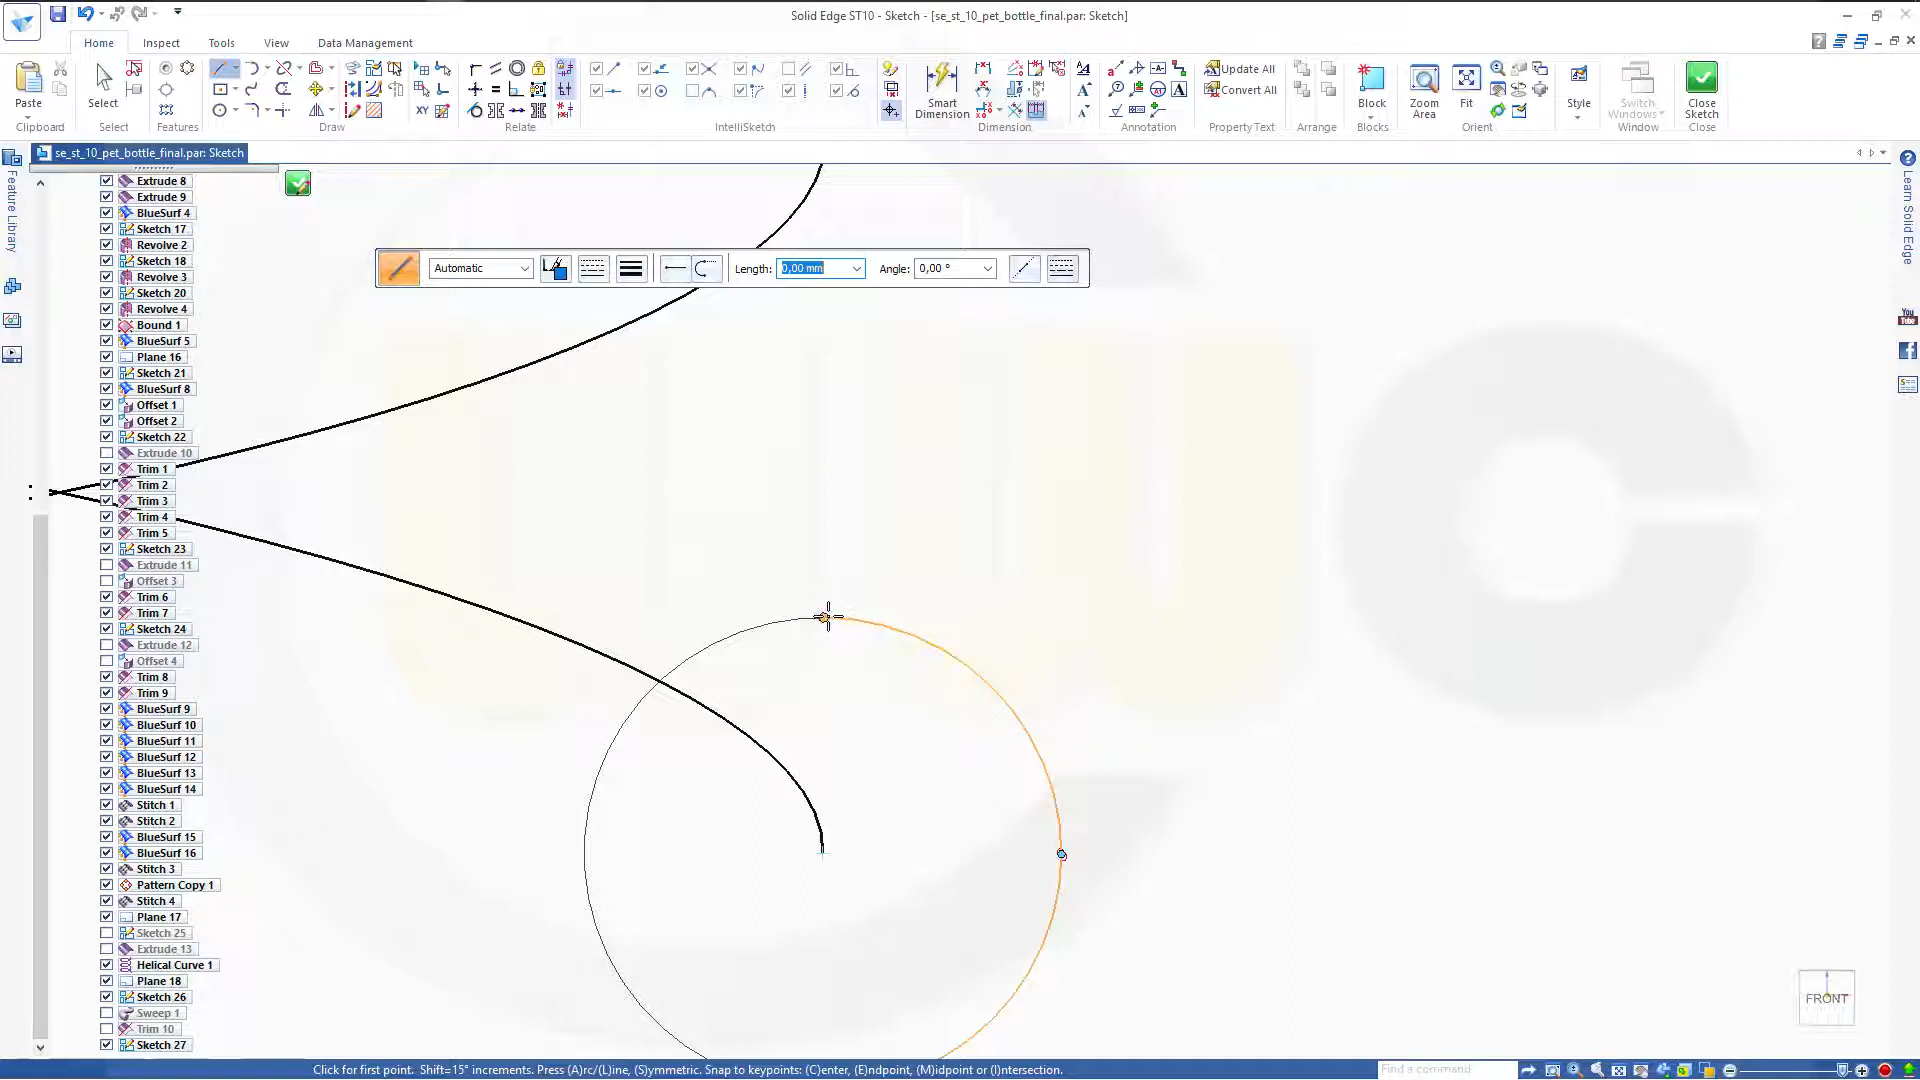 Solid Edge ST10 - Sketch - [se_st_10_pet_bottle_final.par: Sketch]
Home Inspect Tools View Data Management
Paste
Clipboard
Select
Select
Features
Draw
Relate
IntelliSketch
Smart Dimension
Dimension
Annotation
Update All
Convert All
PropertyText
Arrange
Block
Blocks
Zoom Area
Fit
Orient
Style
Switch Windows
Window
Close Sketch
Close
se_st_10_pet_bottle_final.par: Sketch
Feature Library
Learn Solid Edge
Automatic
Length: 0,00 mm
Angle: 0,00 °
Extrude 8
Extrude 9
BlueSurf 4
Sketch 17
Revolve 2
Sketch 18
Revolve 3
Sketch 20
Revolve 4
Bound 1
BlueSurf 5
Plane 16
Sketch 21
BlueSurf 8
Offset 1
Offset 2
Sketch 22
Extrude 10
Trim 1
Trim 2
Trim 3
Trim 4
Trim 5
Sketch 23
Extrude 11
Offset 3
Trim 6
Trim 7
Sketch 24
Extrude 12
Offset 4
Trim 8
Trim 9
BlueSurf 9
BlueSurf 10
BlueSurf 11
BlueSurf 12
BlueSurf 13
BlueSurf 14
Stitch 1
Stitch 2
BlueSurf 15
BlueSurf 16
Stitch 3
Pattern Copy 1
Stitch 4
Plane 17
Sketch 25
Extrude 13
Helical Curve 1
Plane 18
Sketch 26
Sweep 1
Trim 10
Sketch 27
FRONT
Click for first point. Shift=15° increments. Press (A)rc/(L)ine, (S)ymmetric. Snap to keypoints: (C)enter, (E)ndpoint, (M)idpoint or (I)ntersection.
Find a command